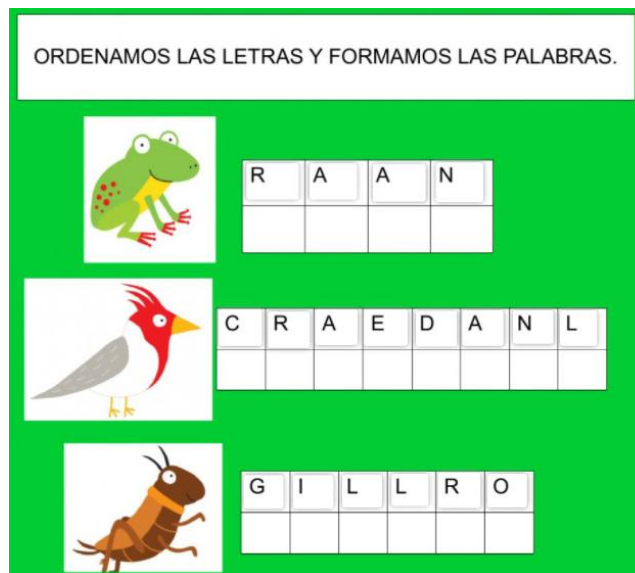 ORDENAMOS LAS LETRAS Y FORMAMOS LAS PALABRAS.
R A A N
C R A E D A N L
G I L L R O